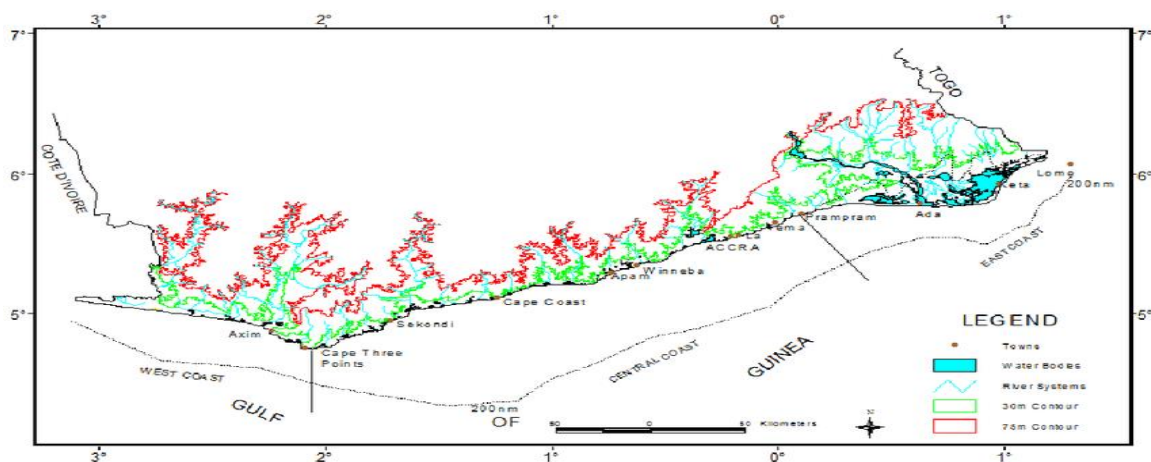 3°
2°
1°
0°
1°
7°
7°
TOGO
COTE D'IVOIRE
6°
6°
Lome
Keta
200nm
Prampram
Ada
Tema
La
ACCRA
EAST COAST
Winneba
Apam
Cape Coast
5°
5°
Sekondi
Axim
LEGEND
Cape Three
Points
Towns
WEST COAST
CENTRAL COAST
GUINEA
Water Bodies
River Systems
200nm
GULF
OF
30m Contour
Kilometers
75m Contour
3°
2°
1°
0°
1°